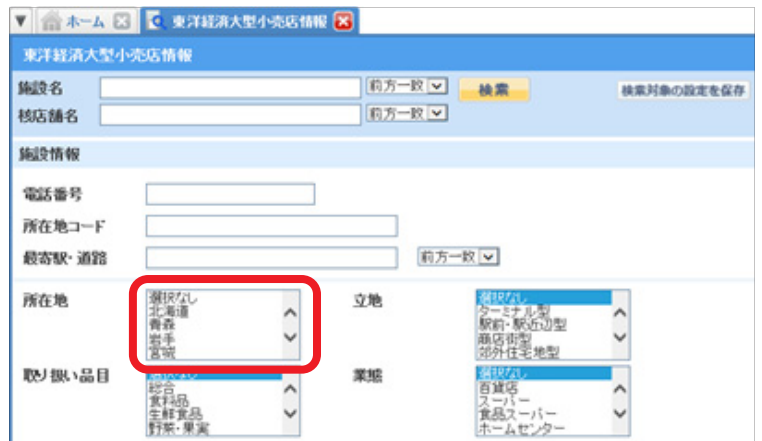 ホーム 東洋経済大型小売店情報
東洋経済大型小売店情報
施設名 前方一致 検索 検索対象の設定を保存
核店舗名 前方一致
施設情報
電話番号
所在地コード
最寄駅・道路 前方一致
所在地
選択なし
北海道
青森
岩手
宮城
立地
選択なし
ターミナル型
駅前・駅近辺型
商店街型
郊外住宅地型
取り扱い品目
選択なし
総合
食料品
生鮮食品
野菜・果実
業態
選択なし
百貨店
スーパー
食品スーパー
ホームセンター